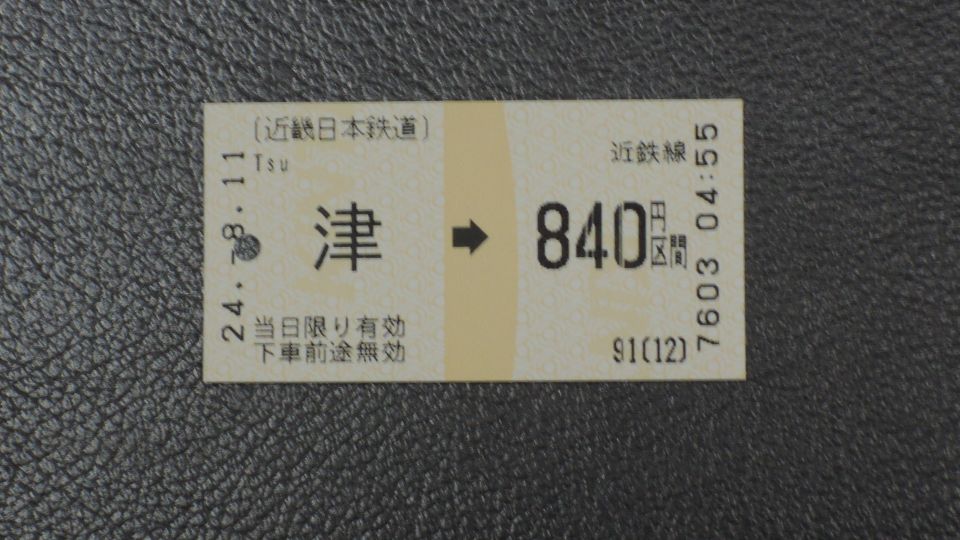 〔近畿日本鉄道〕
Tsu
津
➡
近鉄線
840円区間
当日限り有効
下車前途無効
91(12)
24.-8.11
7603 04:55